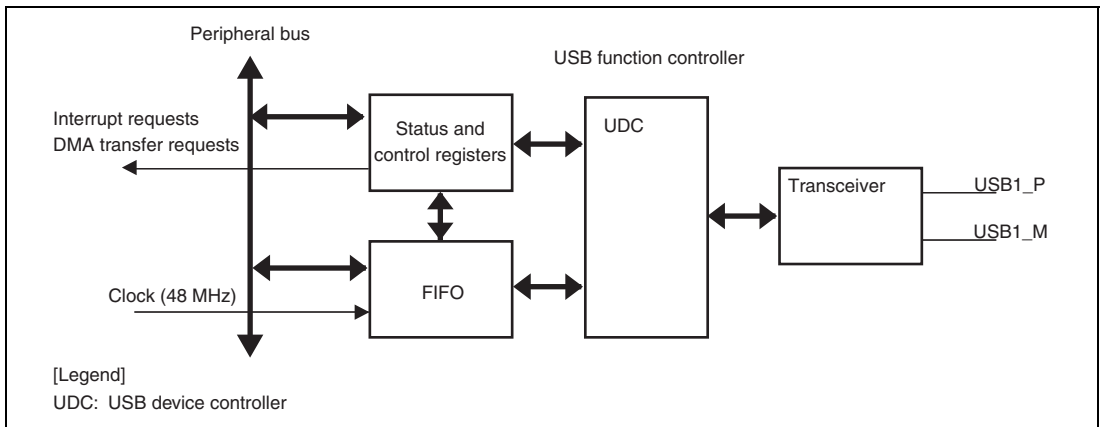 Peripheral bus
USB function controller
Interrupt requests
DMA transfer requests
Status and
control registers
UDC
Transceiver
USB1_P
USB1_M
FIFO
Clock (48 MHz)
[Legend]
UDC: USB device controller